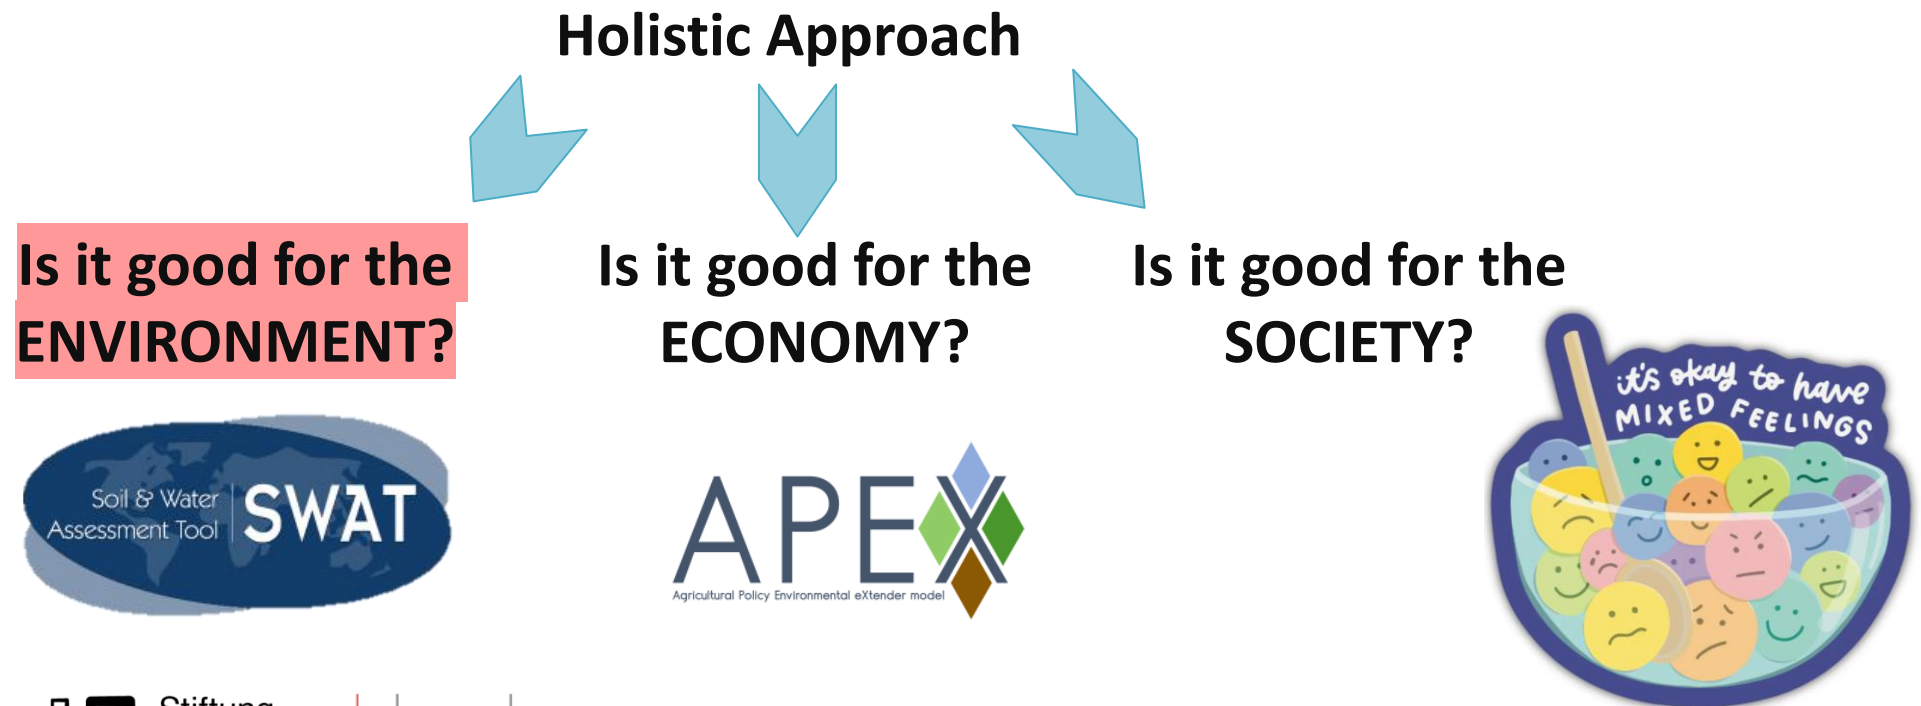 Holistic Approach
Is it good for the
ENVIRONMENT?
Is it good for the
ECONOMY?
Is it good for the
SOCIETY?
Soil & Water
Assessment Tool
SWAT
APEX
Agricultural Policy Environmental eXtender model
it's okay to have
MIXED FEELINGS
Stiftung